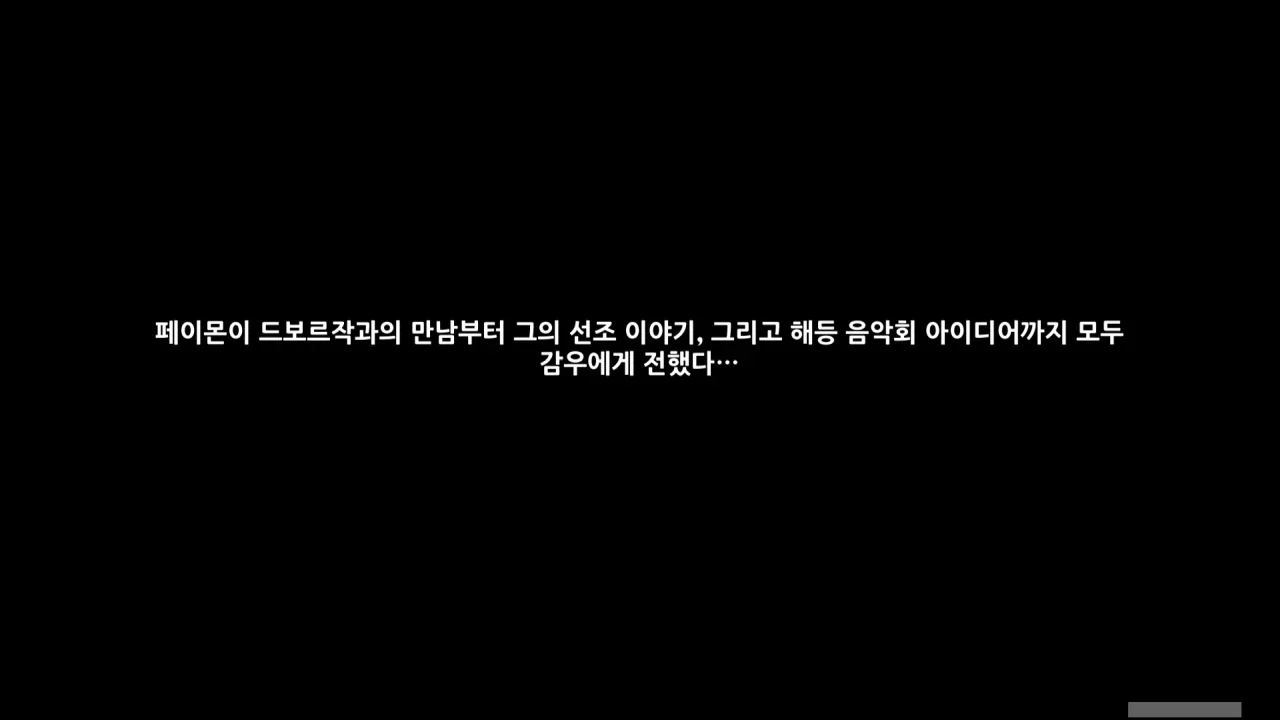 페이몬이 드보르작과의 만남부터 그의 선조 이야기, 그리고 해등 음악회 아이디어까지 모두
감우에게 전했다…